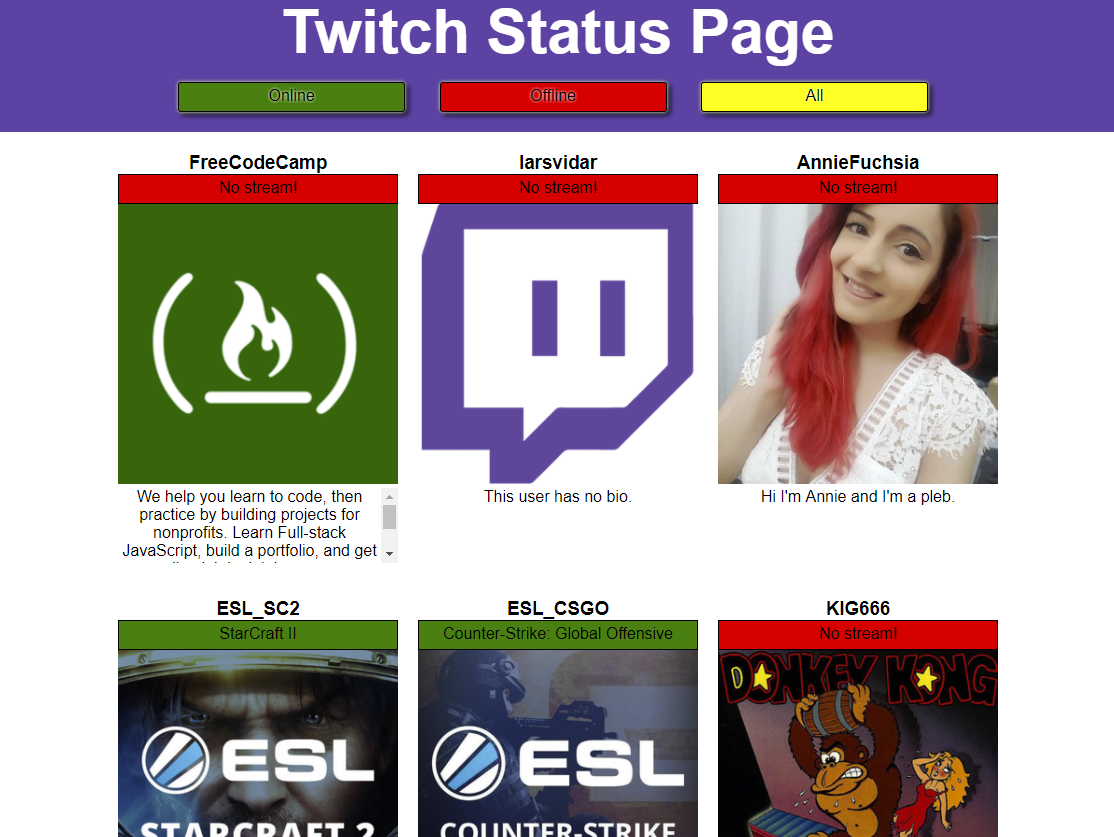 Twitch Status Page
Online Offline All
FreeCodeCamp larsvidar AnnieFuchsia
No stream! No stream! No stream!
We help you learn to code, then
practice by building projects for
nonprofits. Learn Full-stack
JavaScript, build a portfolio, and get
This user has no bio.
Hi I'm Annie and I'm a pleb.
ESL_SC2 ESL_CSGO KIG666
StarCraft II Counter-Strike: Global Offensive No stream!
DONKEY KONG
ESL ESL
STARCRAFT 2 COUNTER-STRIKE